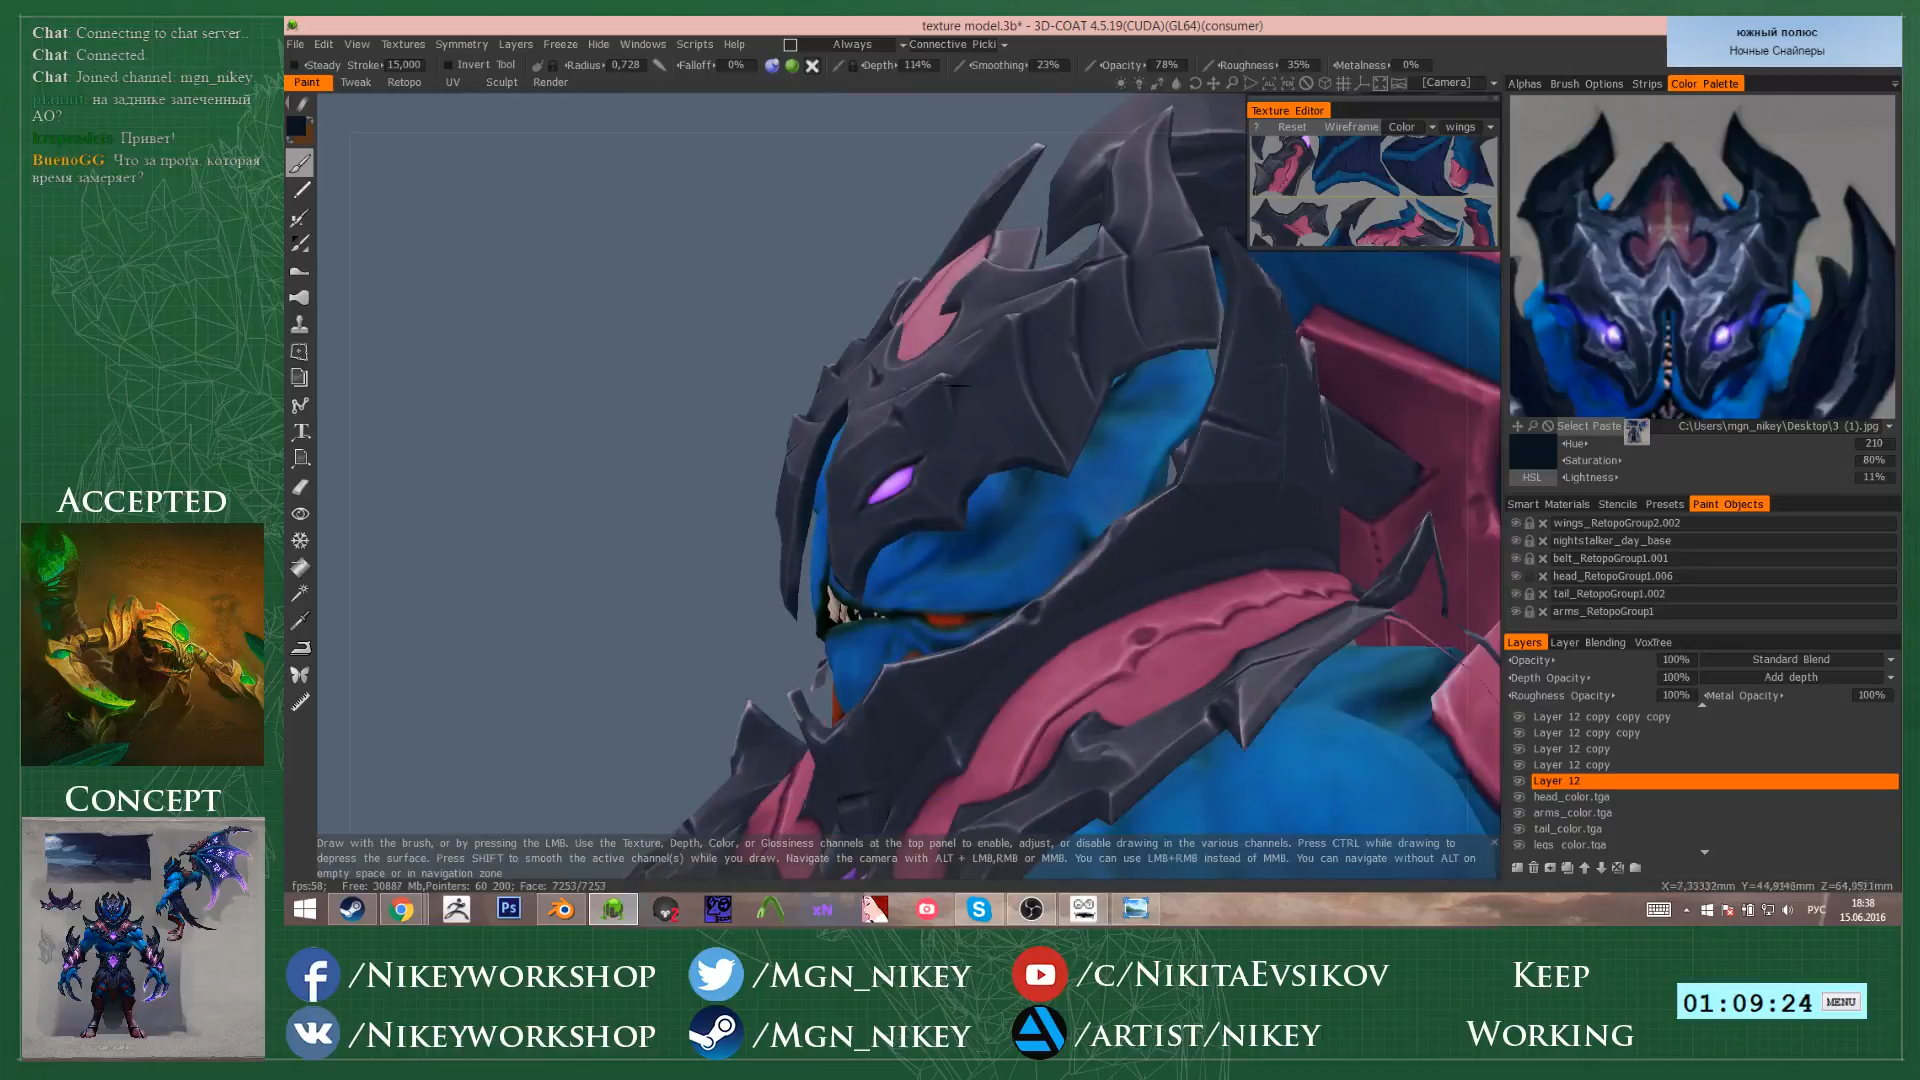 Chat: Connecting to chat server..
Chat: Connected.
Chat: Joined channel: mgn_nikey.
на заднике запеченный
АО?
krependets Привет!
BuenoGG Что за прога, которая
время замеряет?
Accepted
Concept
texture model.3b* - 3D-COAT 4.5.19(CUDA)(GL64)(consumer)
File Edit View Textures Symmetry Layers Freeze Hide Windows Scripts Help Always Connective Picki
Steady Stroke 15,000 Invert Tool Radius 0,728 Falloff 0% Depth 114% Smoothing 23% Opacity 78% Roughness 35% Metalness 0%
Paint Tweak Retopo UV Sculpt Render [Camera]
южный полюс
Ночные Снайперы
Texture Editor
? Reset Wireframe Color wings
Alphas Brush Options Strips Color Palette
Select Paste C:\Users\mgn_nikey\Desktop\3 (1).jpg
Hue 210
Saturation 80%
HSL Lightness 11%
Smart Materials Stencils Presets Paint Objects
wings_RetopoGroup2.002
nightstalker_day_base
belt_RetopoGroup1.001
head_RetopoGroup1.006
tail_RetopoGroup1.002
arms_RetopoGroup1
Layers Layer Blending VoxTree
Opacity 100% Standard Blend
Depth Opacity 100% Add depth
Roughness Opacity 100% Metal Opacity 100%
Layer 12 copy copy copy
Layer 12 copy copy
Layer 12 copy
Layer 12 copy
Layer 12
head_color.tga
arms_color.tga
tail_color.tga
legs_color.tga
Draw with the brush, or by pressing the LMB. Use the Texture, Depth, Color, or Glossiness channels at the top panel to enable, adjust, or disable drawing in the various channels. Press CTRL while drawing to
depress the surface. Press SHIFT to smooth the active channel(s) while you draw. Navigate the camera with ALT + LMB,RMB or MMB. You can use LMB+RMB instead of MMB. You can navigate without ALT on
empty space or in navigation zone
fps:58; Free: 30887 Mb,Pointers: 60 200; Face: 7253/7253
Ps
xN
РУС
18:38
15.06.2016
/Nikeyworkshop /Mgn_nikey /c/NikitaEvsikov Keep
/Nikeyworkshop /Mgn_nikey /artist/nikey Working
01:09:24 MENU